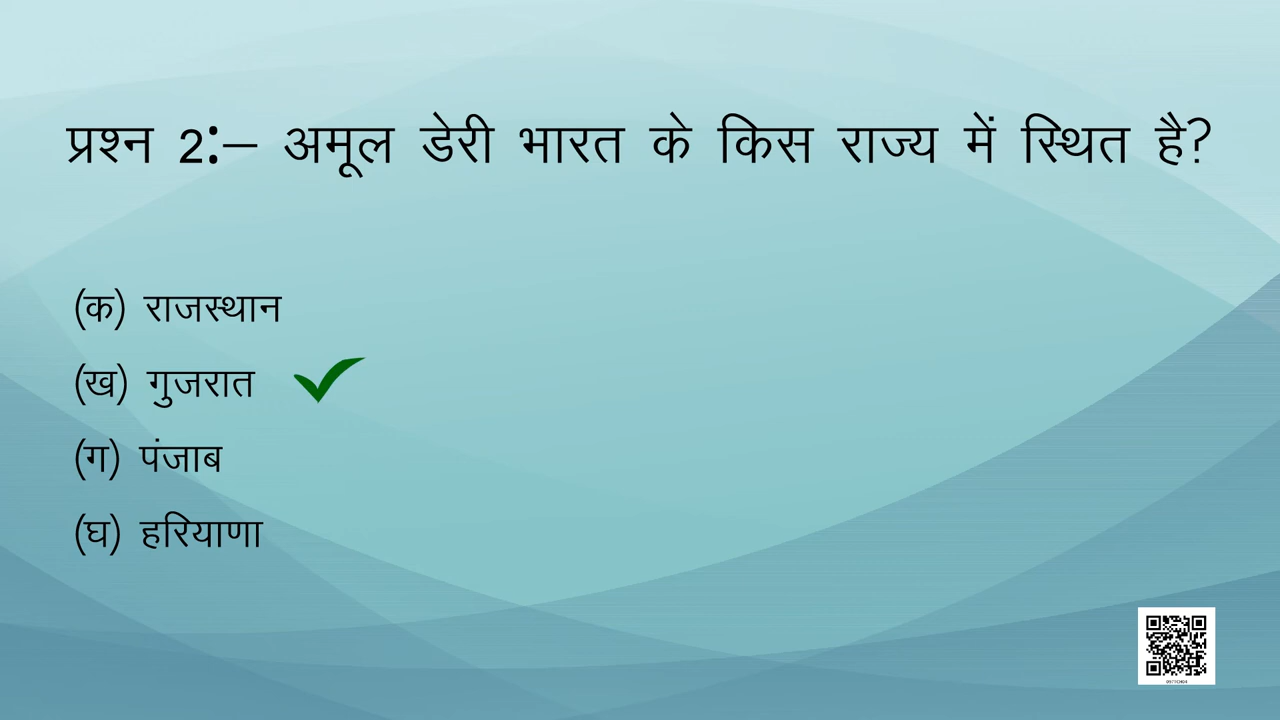 प्रश्न 2:– अमूल डेरी भारत के किस राज्य में स्थित है?
(क) राजस्थान
(ख) गुजरात
(ग) पंजाब
(घ) हरियाणा